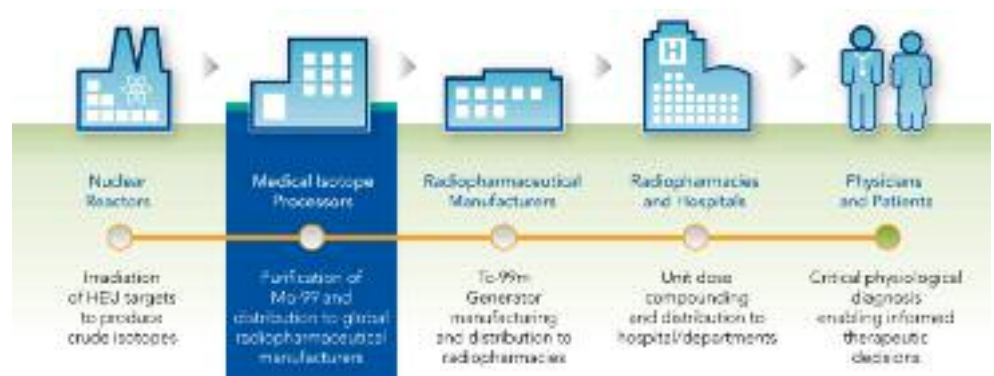 H
Nuclear
Reactors
Medical Isotope
Processors
Radiopharmaceutical
Manufacturers
Radiopharmacies
and Hospitals
Physicians
and Patients
Irradiation
of HEU targets
to produce
crude isotopes
Purification of
Mo-99 and
distribution to global
radiopharmaceutical
manufacturers
Tc-99m
Generator
manufacturing
and distribution to
radiopharmacies
Unit dose
compounding
and distribution to
hospital/departments
Critical physiological
diagnosis
enabling informed
therapeutic
decisions